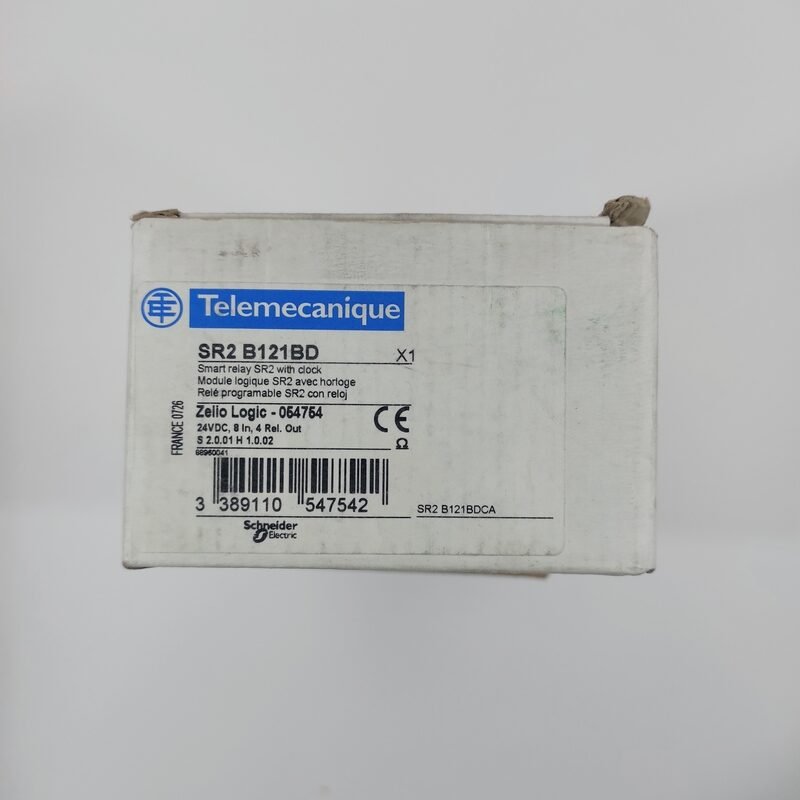 Telemecanique
SR2 B121BD X1
Smart relay SR2 with clock
Module logique SR2 avec horloge
Relé programable SR2 con reloj
Zelio Logic - 054754
24VDC, 8 In, 4 Rel. Out
S 2.0.01 H 1.0.02
68960041
CE
Ω
FRANCE 0726
3 389110 547542
SR2 B121BDCA
Schneider
Electric